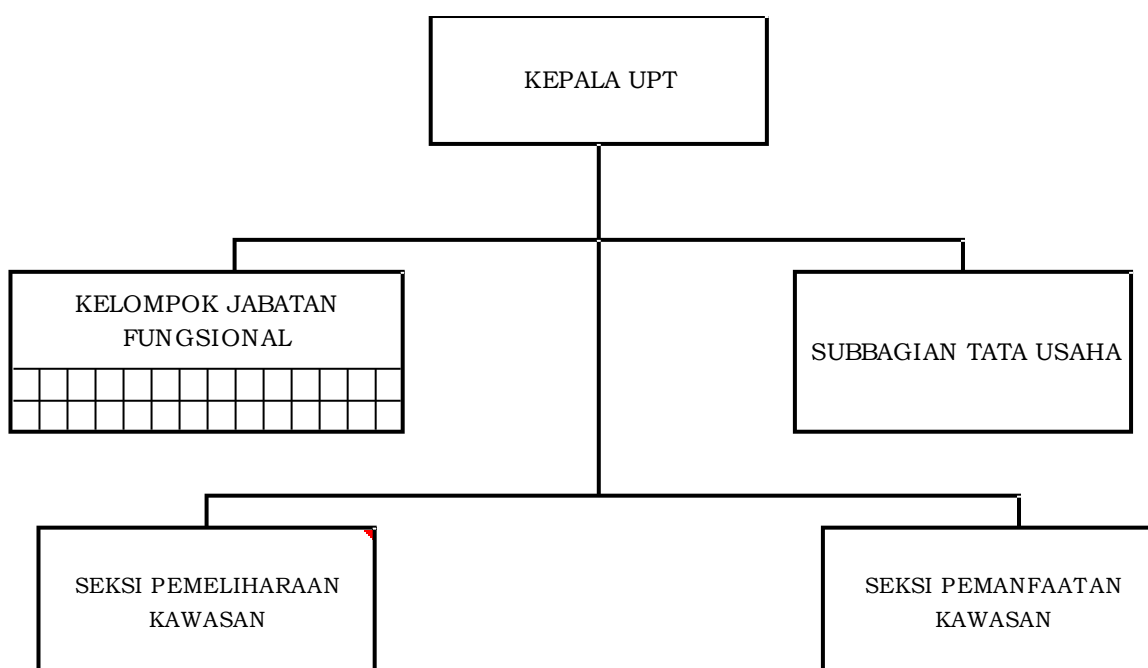 KEPALA UPT
KELOMPOK JABATAN
FUNGSIONAL
SUBBAGIAN TATA USAHA
SEKSI PEMELIHARAAN
KAWASAN
SEKSI PEMANFAATAN
KAWASAN